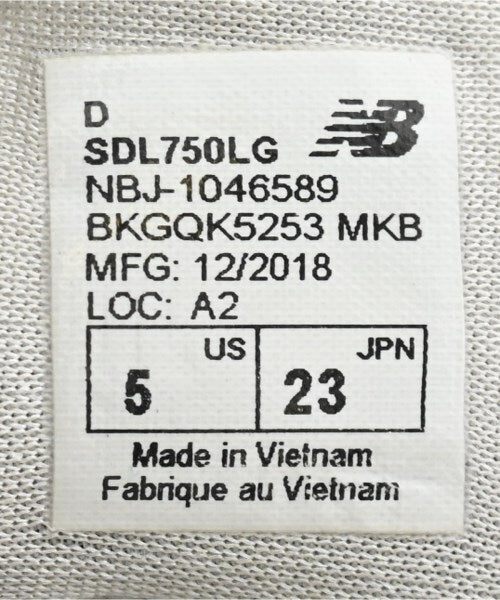 D
SDL750LG
NB
NBJ-1046589
BKGQK5253 MKB
MFG: 12/2018
LOC: A2
US JPN
5 23
Made in Vietnam
Fabrique au Vietnam